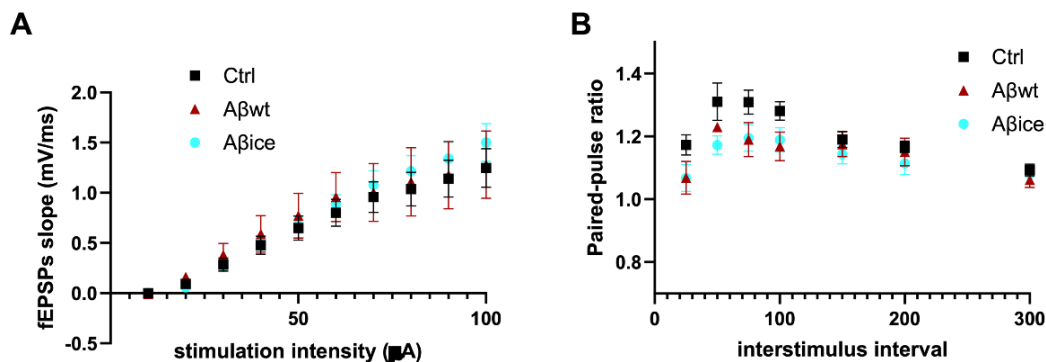 A
Ctrl
Aβwt
Aβice
fEPSPs slope (mV/ms)
2.0
1.5
1.0
0.5
0.0
-0.5
50
100
stimulation intensity (μA)
B
Ctrl
Aβwt
Aβice
Paired-pulse ratio
1.4
1.2
1.0
0.8
0
100
200
300
interstimulus interval